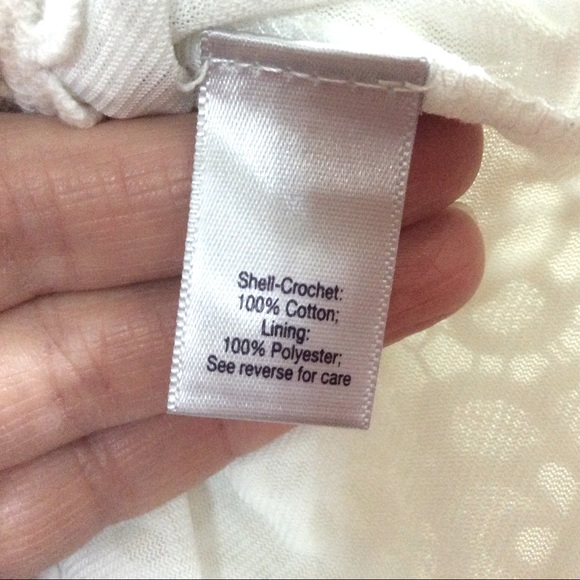 Shell-Crochet:
100% Cotton;
Lining:
100% Polyester;
See reverse for care